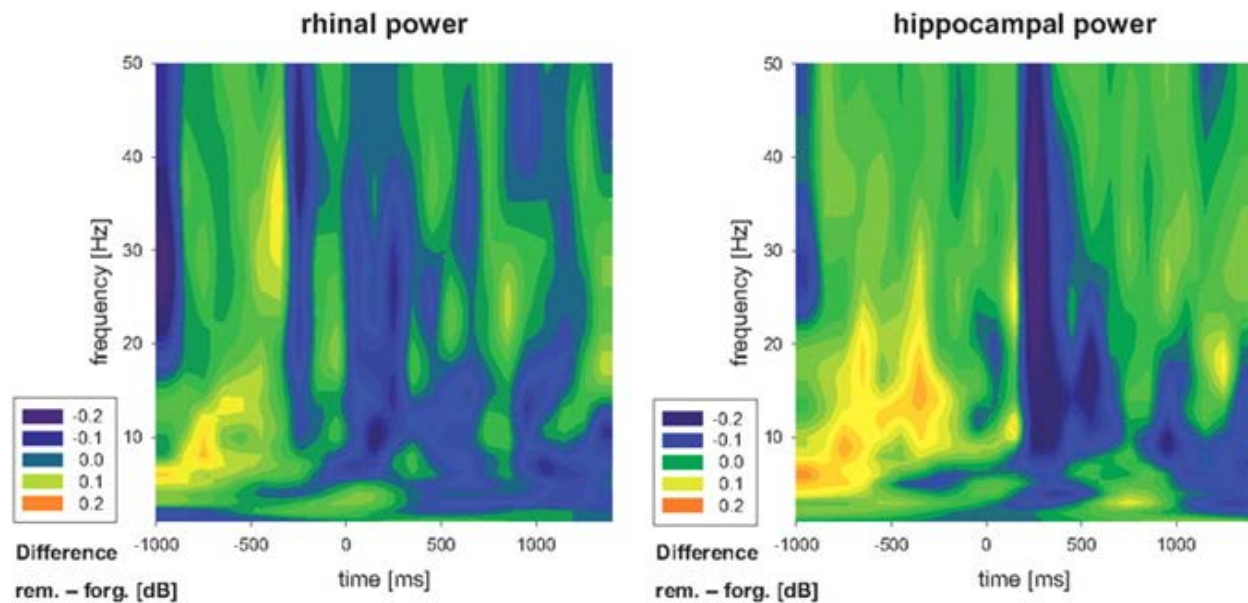 rhinal power
50
40
30
20
10
frequency [Hz]
-0.2
-0.1
0.0
0.1
0.2
-1000 -500 0 500 1000
time [ms]
Difference
rem. – forg. [dB]
hippocampal power
50
40
30
20
10
frequency [Hz]
-0.2
-0.1
0.0
0.1
0.2
-1000 -500 0 500 1000
time [ms]
Difference
rem. – forg. [dB]